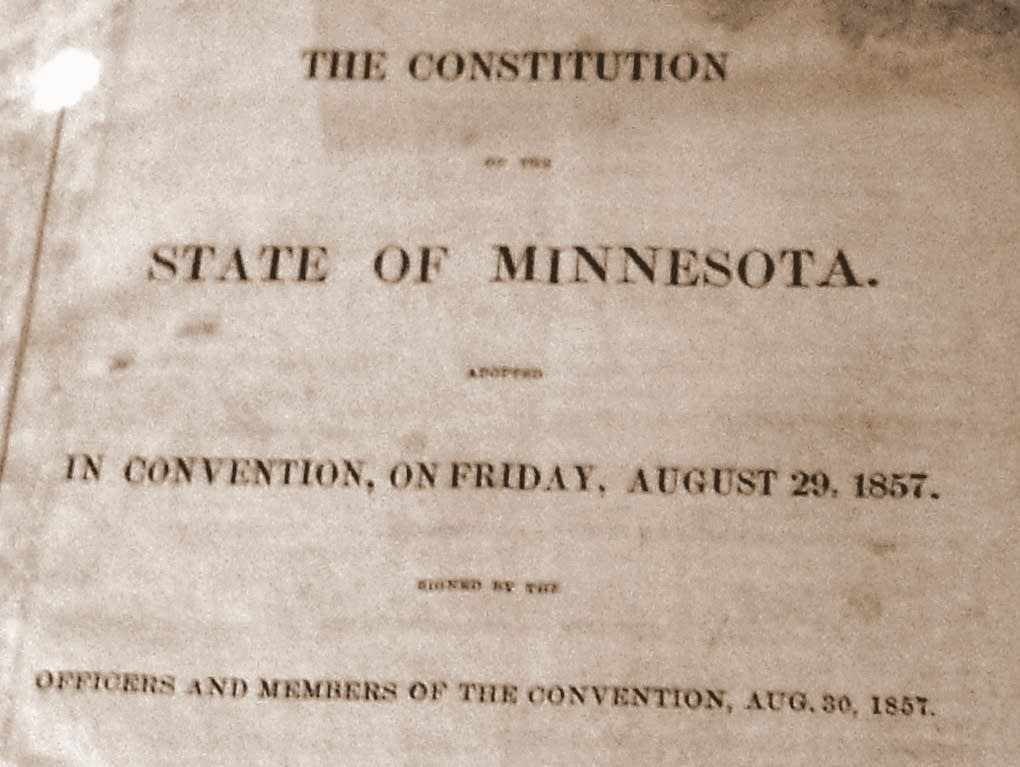 THE CONSTITUTION
OF THE
STATE OF MINNESOTA.
ADOPTED
IN CONVENTION, ON FRIDAY, AUGUST 29, 1857.
SIGNED BY THE
OFFICERS AND MEMBERS OF THE CONVENTION, AUG. 30, 1857.